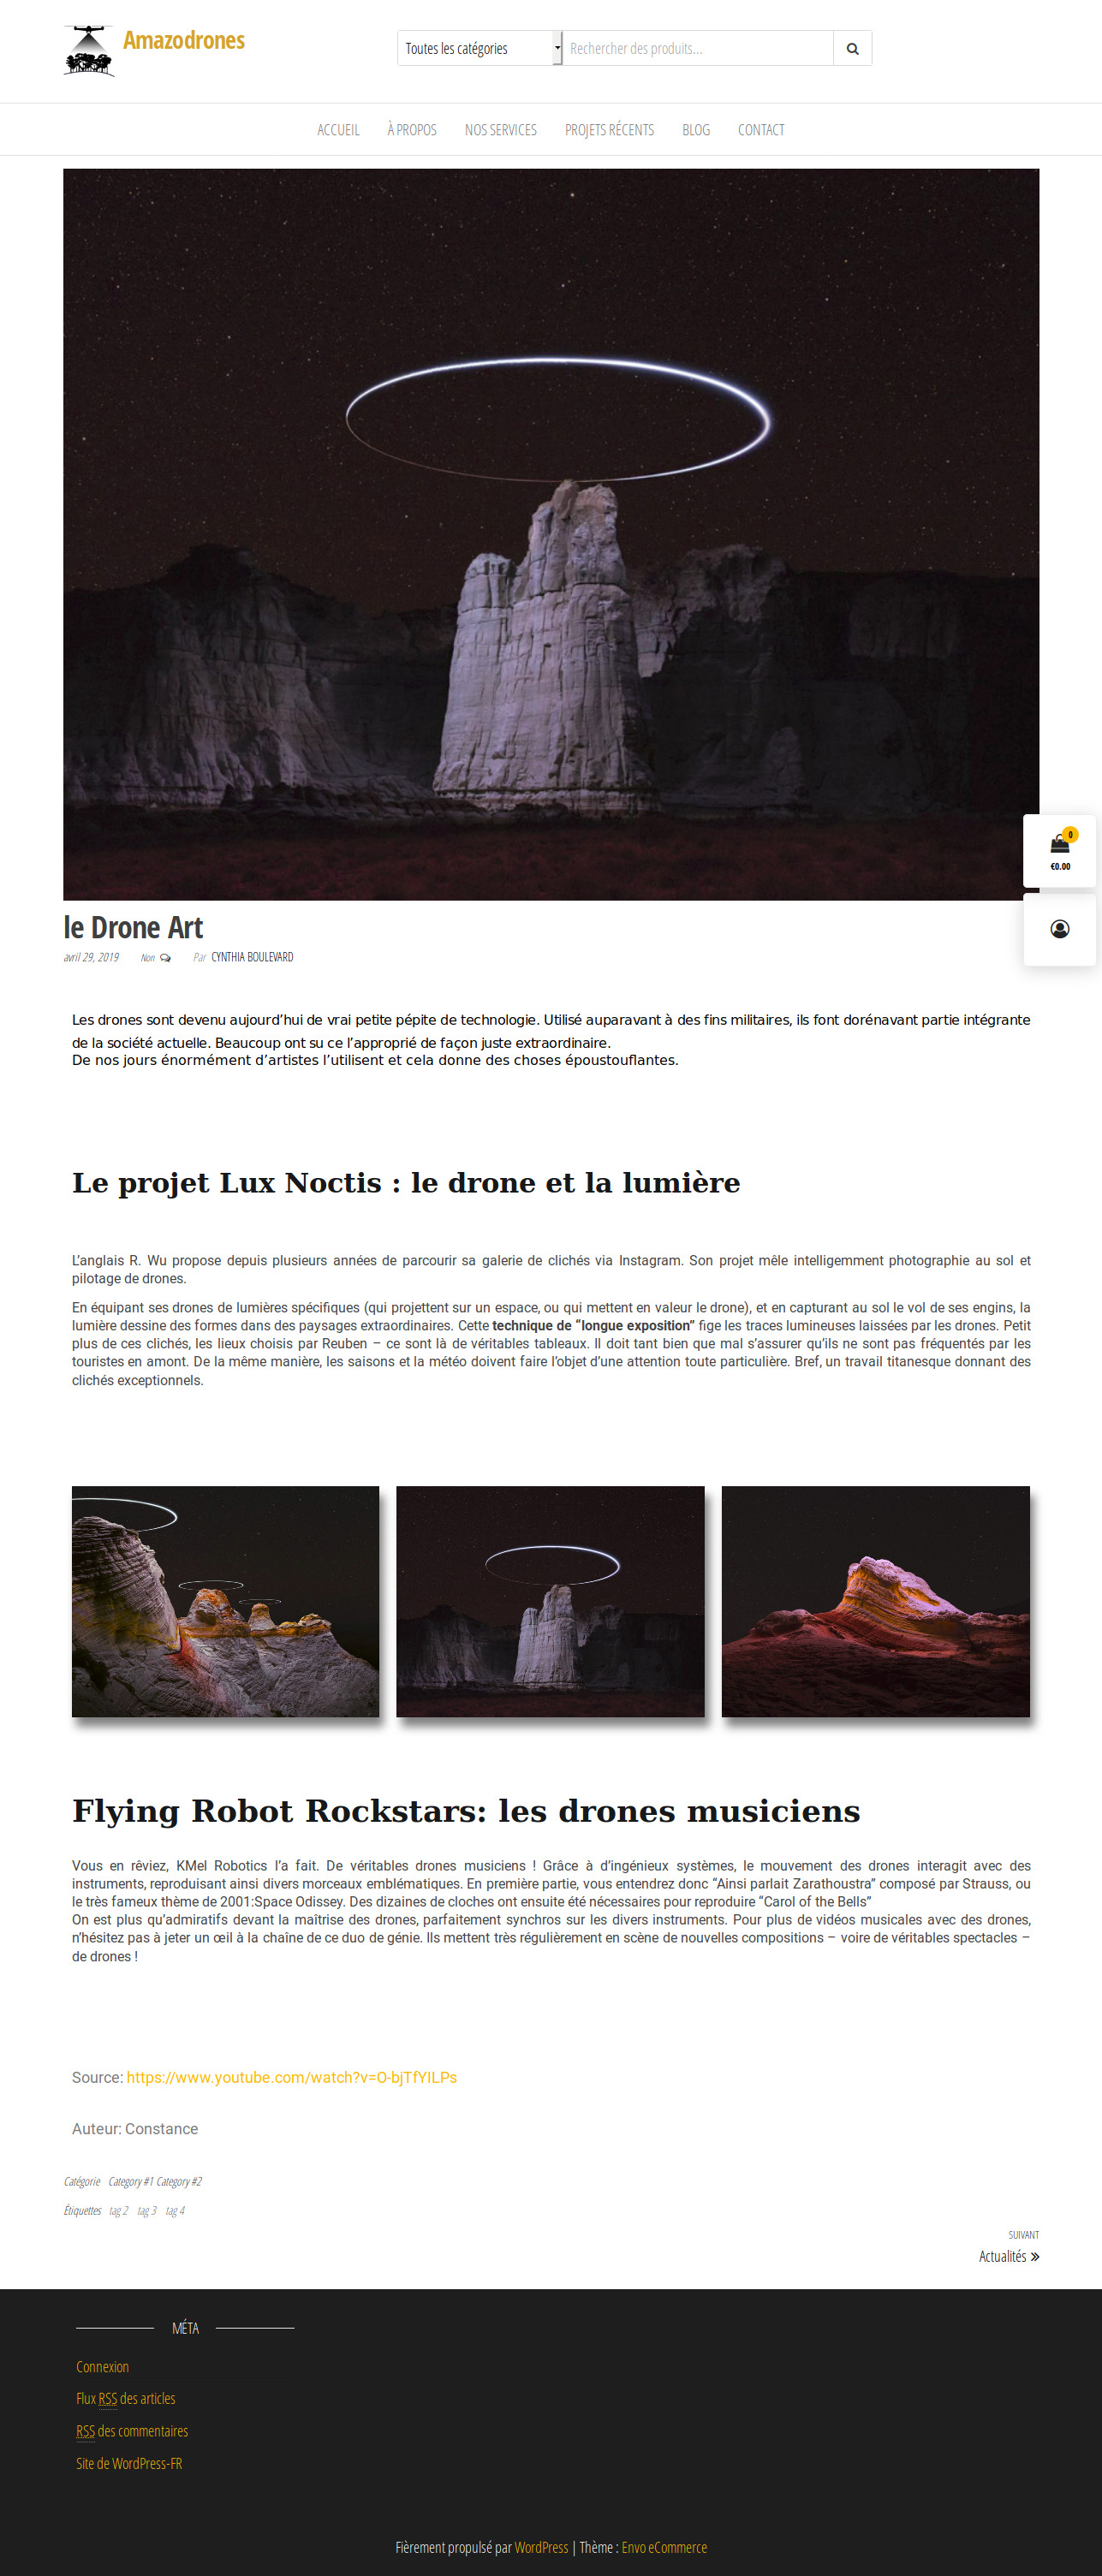 Amazodrones
Toutes les catégories
Rechercher des produits...
ACCUEIL
À PROPOS
NOS SERVICES
PROJETS RÉCENTS
BLOG
CONTACT
0
€0.00
le Drone Art
avril 29, 2019 Non Par CYNTHIA BOULEVARD
Les drones sont devenu aujourd’hui de vrai petite pépite de technologie. Utilisé auparavant à des fins militaires, ils font dorénavant partie intégrante
de la société actuelle. Beaucoup ont su ce l’approprié de façon juste extraordinaire.
De nos jours énormément d’artistes l’utilisent et cela donne des choses époustouflantes.
Le projet Lux Noctis : le drone et la lumière
L’anglais R. Wu propose depuis plusieurs années de parcourir sa galerie de clichés via Instagram. Son projet mêle intelligemment photographie au sol et
pilotage de drones.
En équipant ses drones de lumières spécifiques (qui projettent sur un espace, ou qui mettent en valeur le drone), et en capturant au sol le vol de ses engins, la
lumière dessine des formes dans des paysages extraordinaires. Cette technique de “longue exposition” fige les traces lumineuses laissées par les drones. Petit
plus de ces clichés, les lieux choisis par Reuben – ce sont là de véritables tableaux. Il doit tant bien que mal s’assurer qu’ils ne sont pas fréquentés par les
touristes en amont. De la même manière, les saisons et la météo doivent faire l’objet d’une attention toute particulière. Bref, un travail titanesque donnant des
clichés exceptionnels.
Flying Robot Rockstars: les drones musiciens
Vous en rêviez, KMel Robotics l’a fait. De véritables drones musiciens ! Grâce à d’ingénieux systèmes, le mouvement des drones interagit avec des
instruments, reproduisant ainsi divers morceaux emblématiques. En première partie, vous entendrez donc “Ainsi parlait Zarathoustra” composé par Strauss, ou
le très fameux thème de 2001:Space Odissey. Des dizaines de cloches ont ensuite été nécessaires pour reproduire “Carol of the Bells”
On est plus qu’admiratifs devant la maîtrise des drones, parfaitement synchros sur les divers instruments. Pour plus de vidéos musicales avec des drones,
n’hésitez pas à jeter un œil à la chaîne de ce duo de génie. Ils mettent très régulièrement en scène de nouvelles compositions – voire de véritables spectacles –
de drones !
Source: https://www.youtube.com/watch?v=O-bjTfYILPs
Auteur: Constance
Catégorie Category #1 Category #2
Étiquettes tag 2 tag 3 tag 4
SUIVANT
Actualités
MÉTA
Connexion
Flux RSS des articles
RSS des commentaires
Site de WordPress-FR
Fièrement propulsé par WordPress | Thème : Envo eCommerce